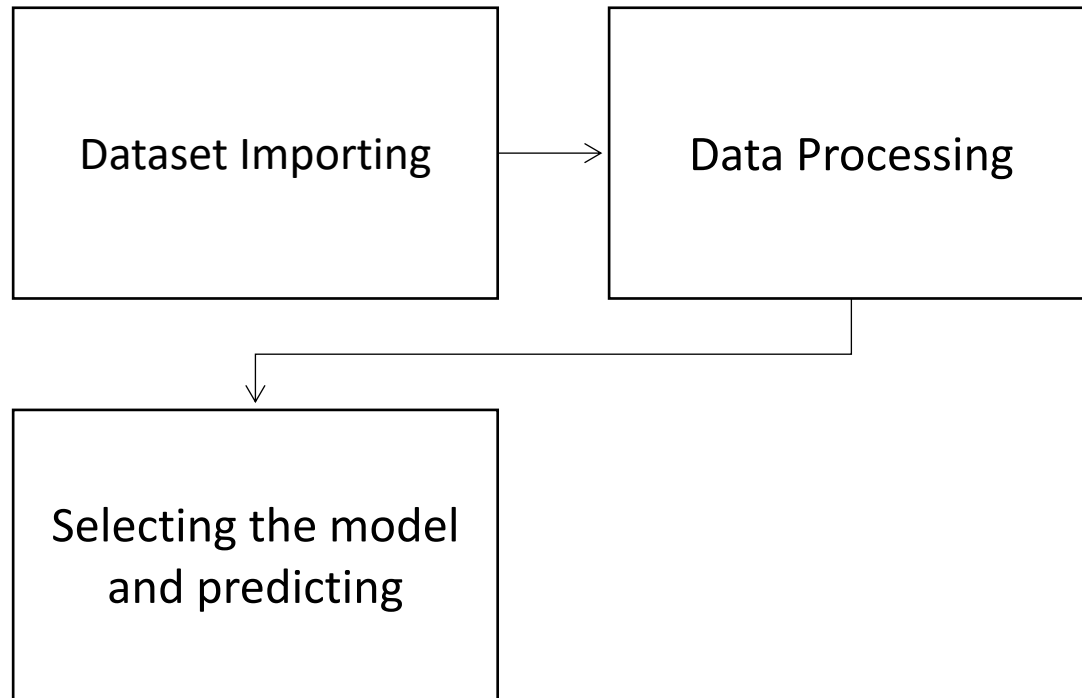 Dataset Importing
Data Processing
Selecting the model
and predicting